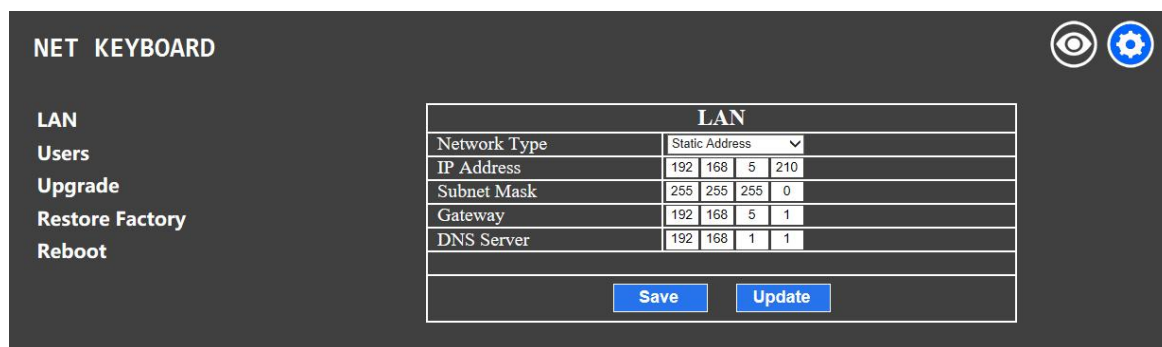 NET KEYBOARD
LAN
Users
Upgrade
Restore Factory
Reboot
LAN
Network Type Static Address
IP Address 192 168 5 210
Subnet Mask 255 255 255 0
Gateway 192 168 5 1
DNS Server 192 168 1 1
Save Update